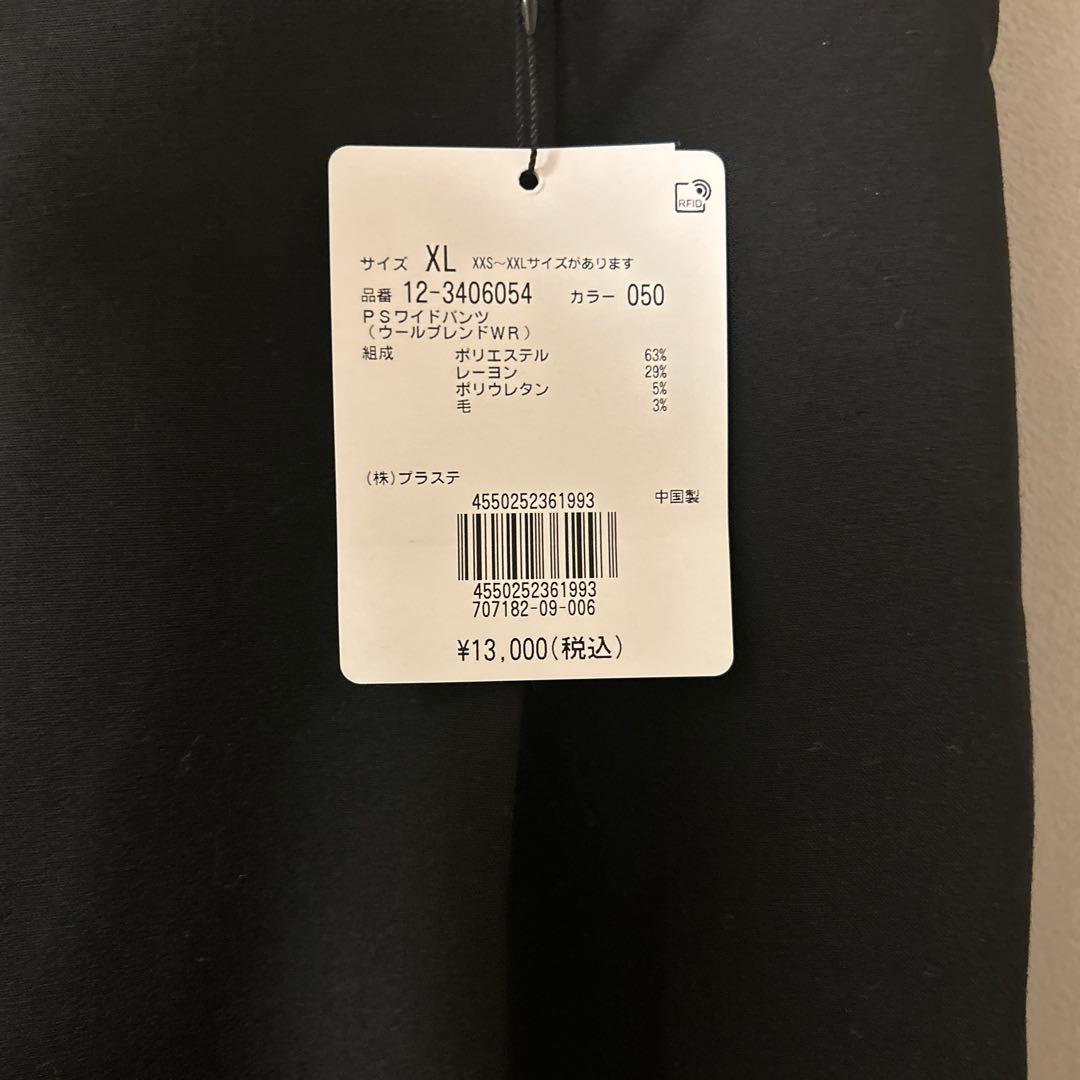 RFID
サイズ XL XXS～XXLサイズがあります
品番 12-3406054 カラー 050
PSワイドパンツ
（ウールブレンドWR）
組成 ポリエステル 63%
レーヨン 29%
ポリウレタン 5%
毛 3%
(株)プラステ
4550252361993 中国製
4550252361993
707182-09-006
¥13,000(税込)